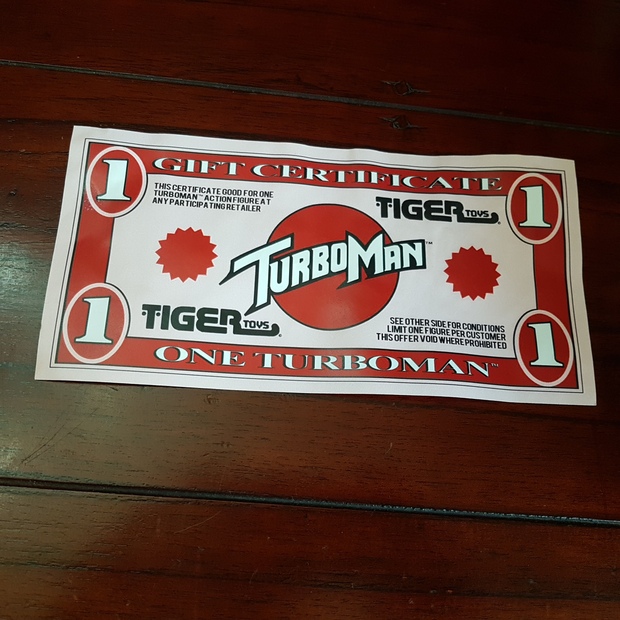 1
GIFT CERTIFICATE
1
THIS CERTIFICATE GOOD FOR ONE
TURBOMAN™ ACTION FIGURE AT
ANY PARTICIPATING RETAILER
TIGER TOYS®
TURBOMAN™
1
TIGER TOYS®
SEE OTHER SIDE FOR CONDITIONS
LIMIT ONE FIGURE PER CUSTOMER
THIS OFFER VOID WHERE PROHIBITED
1
ONE TURBOMAN™